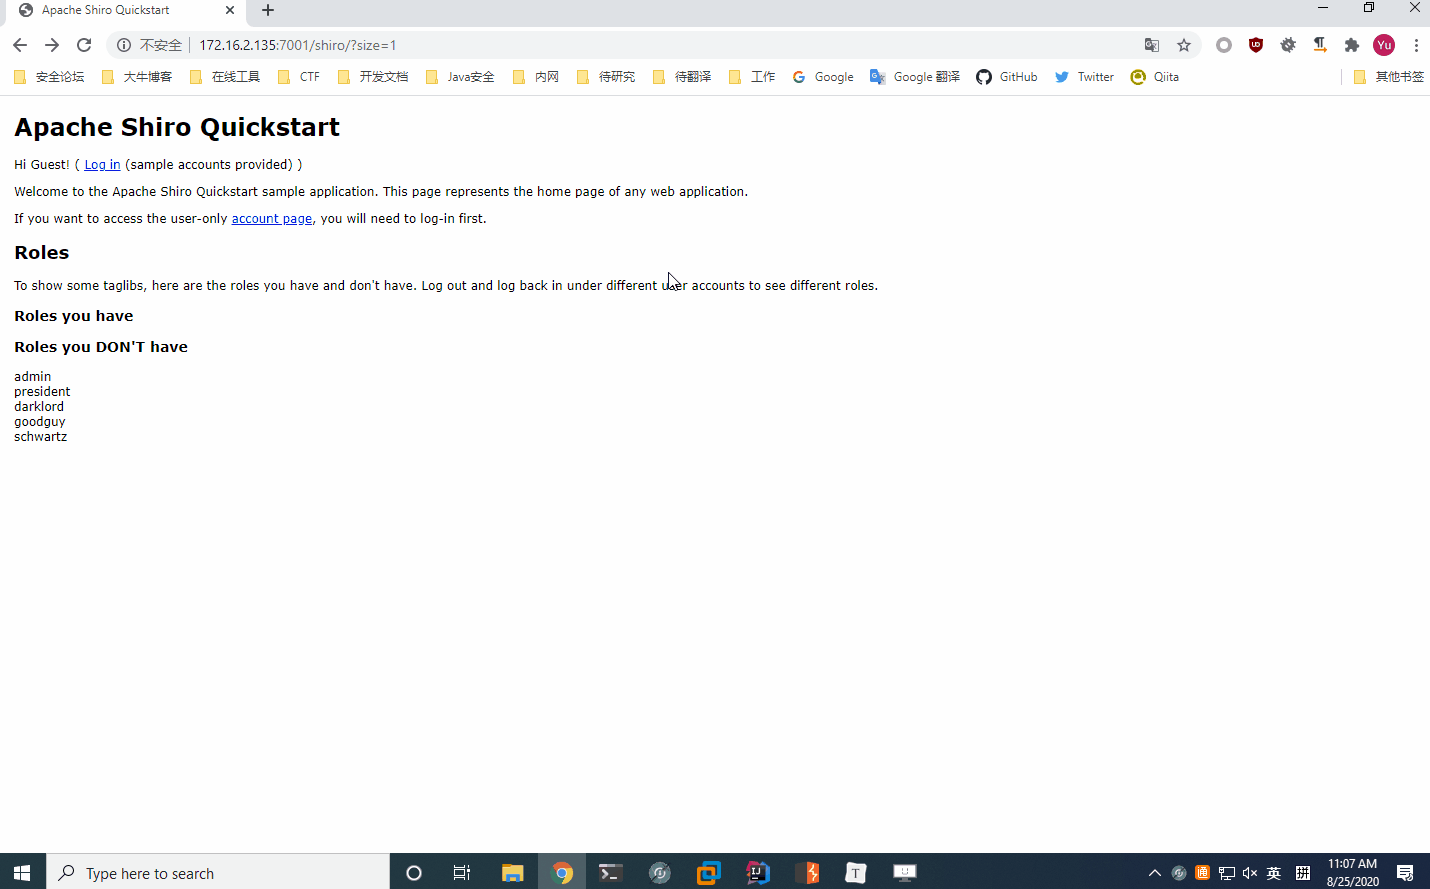 Apache Shiro Quickstart
不安全 172.16.2.135:7001/shiro/?size=1
Yu
安全论坛 大牛博客 在线工具 CTF 开发文档 Java安全 内网 待研究 待翻译 工作 Google Google 翻译 GitHub Twitter Qiita 其他书签
Apache Shiro Quickstart
Hi Guest! ( Log in (sample accounts provided) )
Welcome to the Apache Shiro Quickstart sample application. This page represents the home page of any web application.
If you want to access the user-only account page, you will need to log-in first.
Roles
To show some taglibs, here are the roles you have and don't have. Log out and log back in under different user accounts to see different roles.
Roles you have
Roles you DON'T have
admin
president
darklord
goodguy
schwartz
Type here to search
英
拼
11:07 AM
8/25/2020